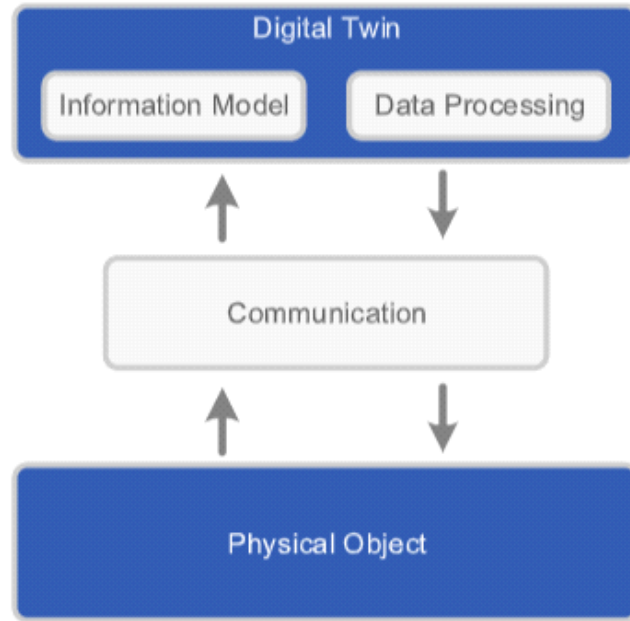 Digital Twin
Information Model
Data Processing
Communication
Physical Object